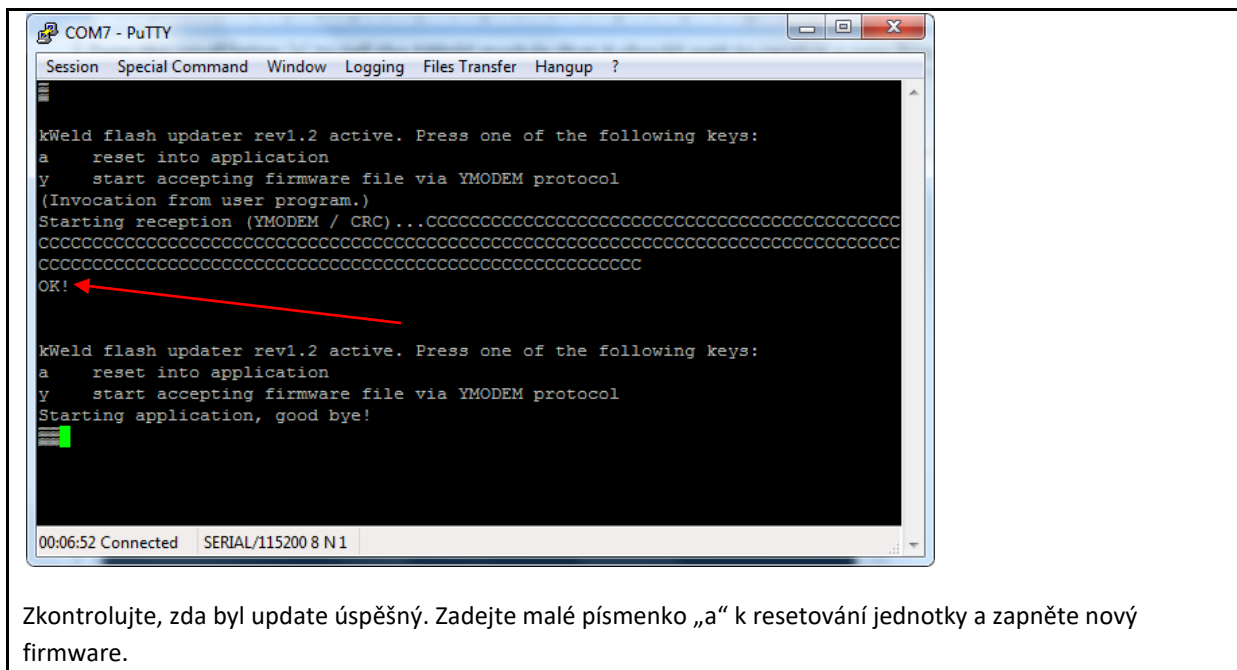 COM7 - PuTTY
Session Special Command Window Logging Files Transfer Hangup ?
kWeld flash updater rev1.2 active. Press one of the following keys:
a reset into application
y start accepting firmware file via YMODEM protocol
(Invocation from user program.)
Starting reception (YMODEM / CRC)...CCCCCCCCCCCCCCCCCCCCCCCCCCCCCCCCCCCCCCCCCCCC
CCCCCCCCCCCCCCCCCCCCCCCCCCCCCCCCCCCCCCCCCCCCCCCCCCCCCCCCCCCCCCCCCCCCCCCCCCCCCCCC
CCCCCCCCCCCCCCCCCCCCCCCCCCCCCCCCCCCCCCCCCCCCCCCCCCCCCCCC
OK!
kWeld flash updater rev1.2 active. Press one of the following keys:
a reset into application
y start accepting firmware file via YMODEM protocol
Starting application, good bye!
00:06:52 Connected SERIAL/115200 8 N 1
Zkontrolujte, zda byl update úspěšný. Zadejte malé písmenko „a“ k resetování jednotky a zapněte nový
firmware.